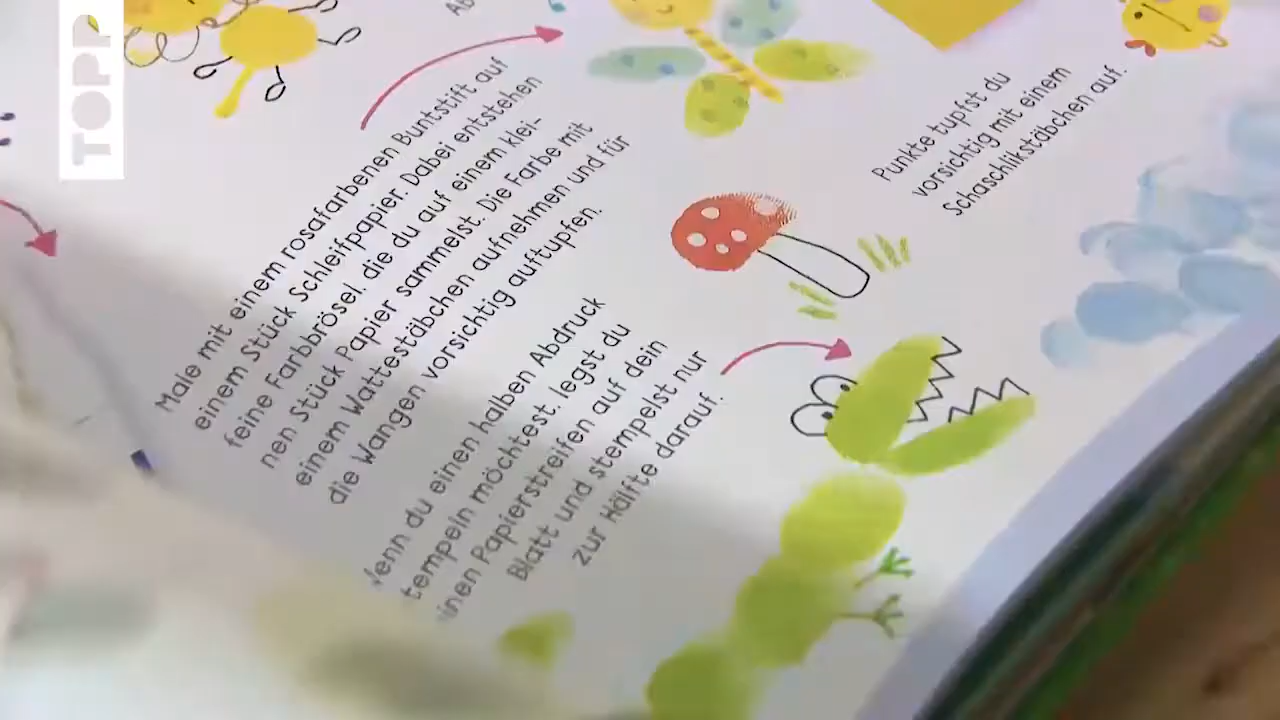 TOPP
Male mit einem rosafarbenen Buntstift auf
einem Stück Schleifpapier. Dabei entstehen
feine Farbbrösel, die du auf einem klei-
nen Stück Papier sammelst. Die Farbe mit
einem Wattestäbchen aufnehmen und für
die Wangen vorsichtig auftupfen.
Wenn du einen halben Abdruck
stempeln möchtest, legst du
einen Papierstreifen auf dein
Blatt und stempelst nur
zur Hälfte darauf.
Punkte tupfst du
vorsichtig mit einem
Schaschlikstäbchen auf.